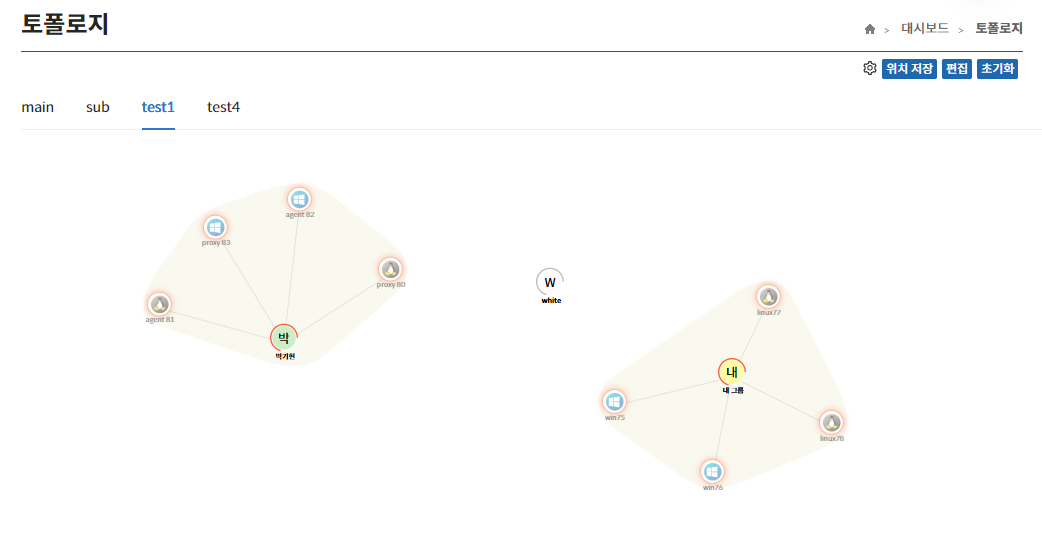 토폴로지
> 대시보드 > 토폴로지
위치 저장 편집 초기화
main sub test1 test4
agent 82
proxy 83
proxy 80
agent 81
박
박기현
W
white
linux77
내
내 그룹
win75
linux78
win76